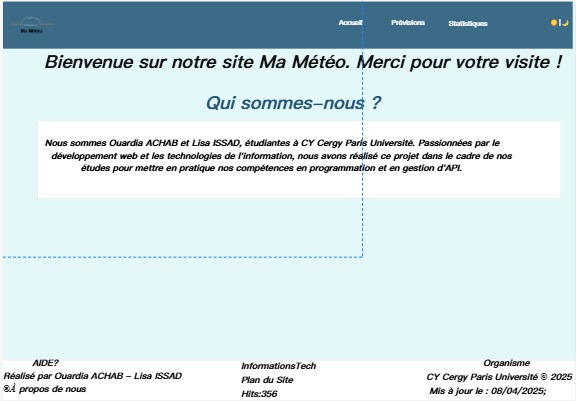 Accueil Prévisions Statistiques
Ma Météo
Bienvenue sur notre site Ma Météo. Merci pour votre visite !
Qui sommes-nous ?
Nous sommes Ouardia ACHAB et Lisa ISSAD, étudiantes à CY Cergy Paris Université. Passionnées par le
développement web et les technologies de l'information, nous avons réalisé ce projet dans le cadre de nos
études pour mettre en pratique nos compétences en programmation et en gestion d'API.
AIDE?
Réalisé par Ouardia ACHAB - Lisa ISSAD
À propos de nous
InformationsTech
Plan du Site
Hits:356
Organisme
CY Cergy Paris Université © 2025
Mis à jour le : 08/04/2025;